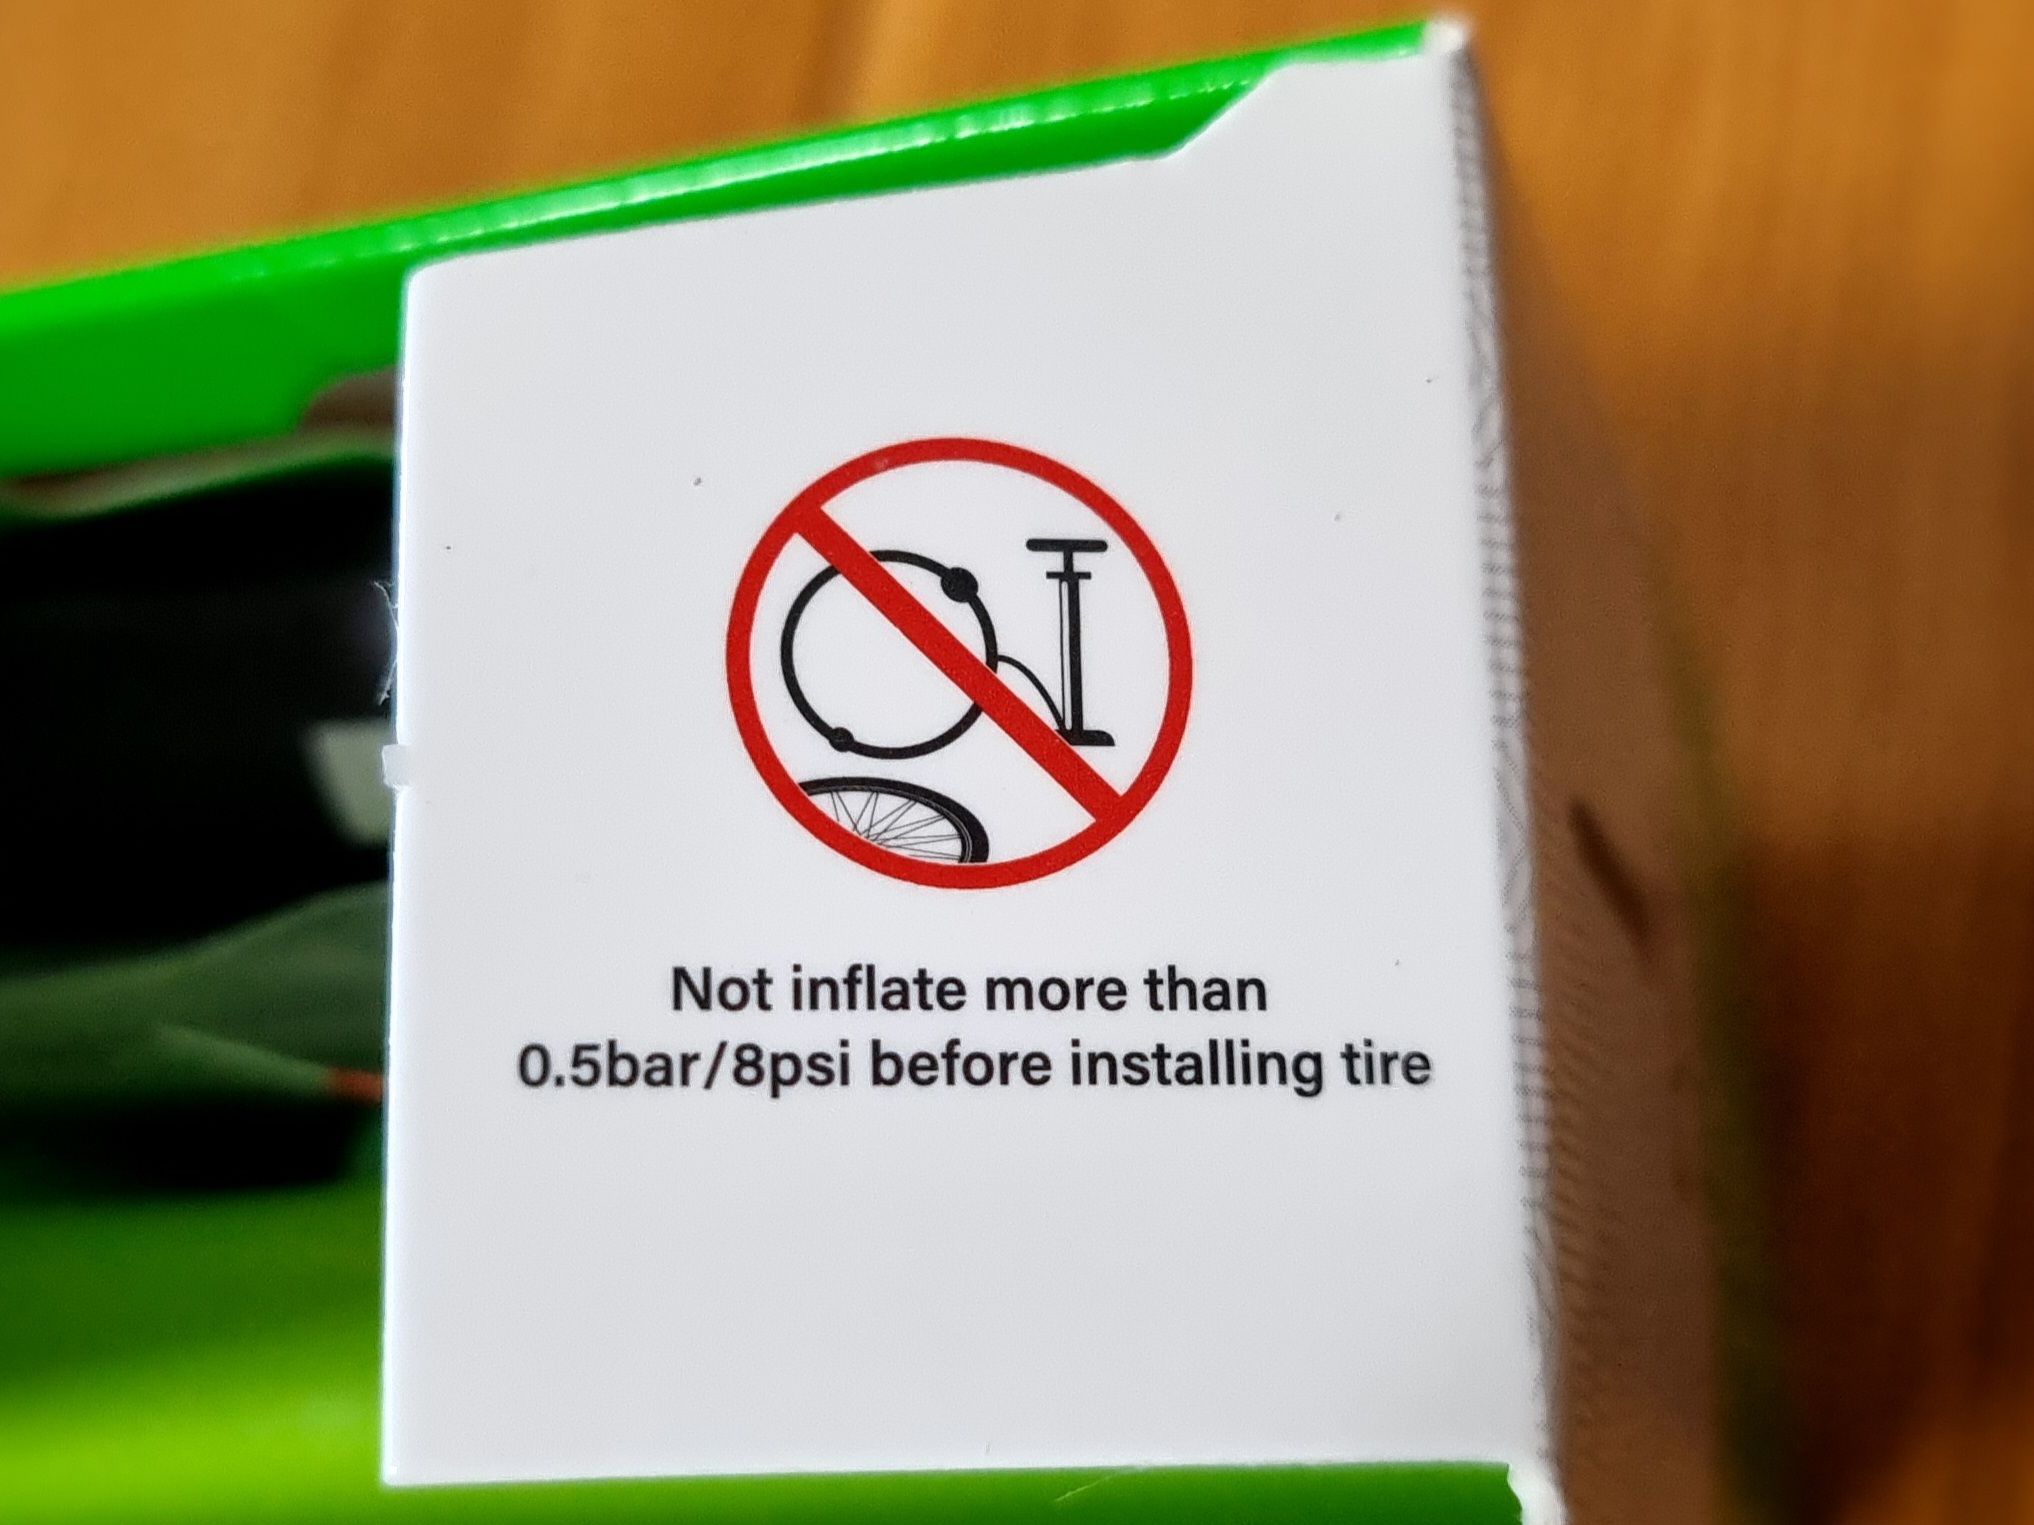 Not inflate more than
0.5bar/8psi before installing tire